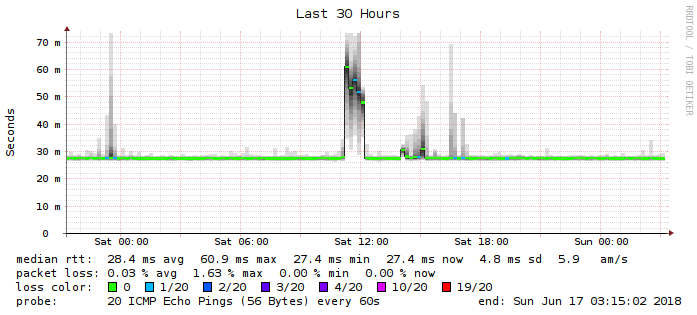 Last 30 Hours
RRDTOOL / TOBI OETIKER
Seconds
70 m
60 m
50 m
40 m
30 m
20 m
10 m
0
Sat 00:00 Sat 06:00 Sat 12:00 Sat 18:00 Sun 00:00
median rtt: 28.4 ms avg 60.9 ms max 27.4 ms min 27.4 ms now 4.8 ms sd 5.9 am/s
packet loss: 0.03 % avg 1.63 % max 0.00 % min 0.00 % now
loss color: 0 1/20 2/20 3/20 4/20 10/20 19/20
probe: 20 ICMP Echo Pings (56 Bytes) every 60s end: Sun Jun 17 03:15:02 2018